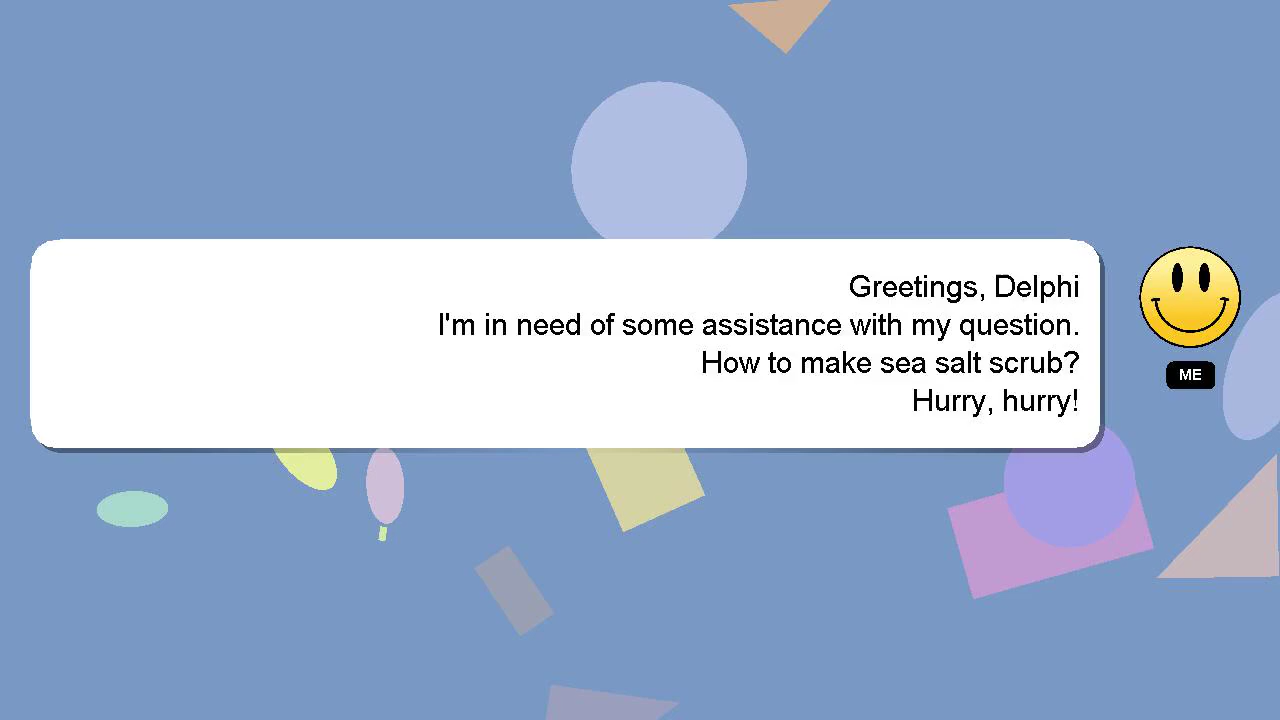 Greetings, Delphi
I'm in need of some assistance with my question.
How to make sea salt scrub?
Hurry, hurry!
ME